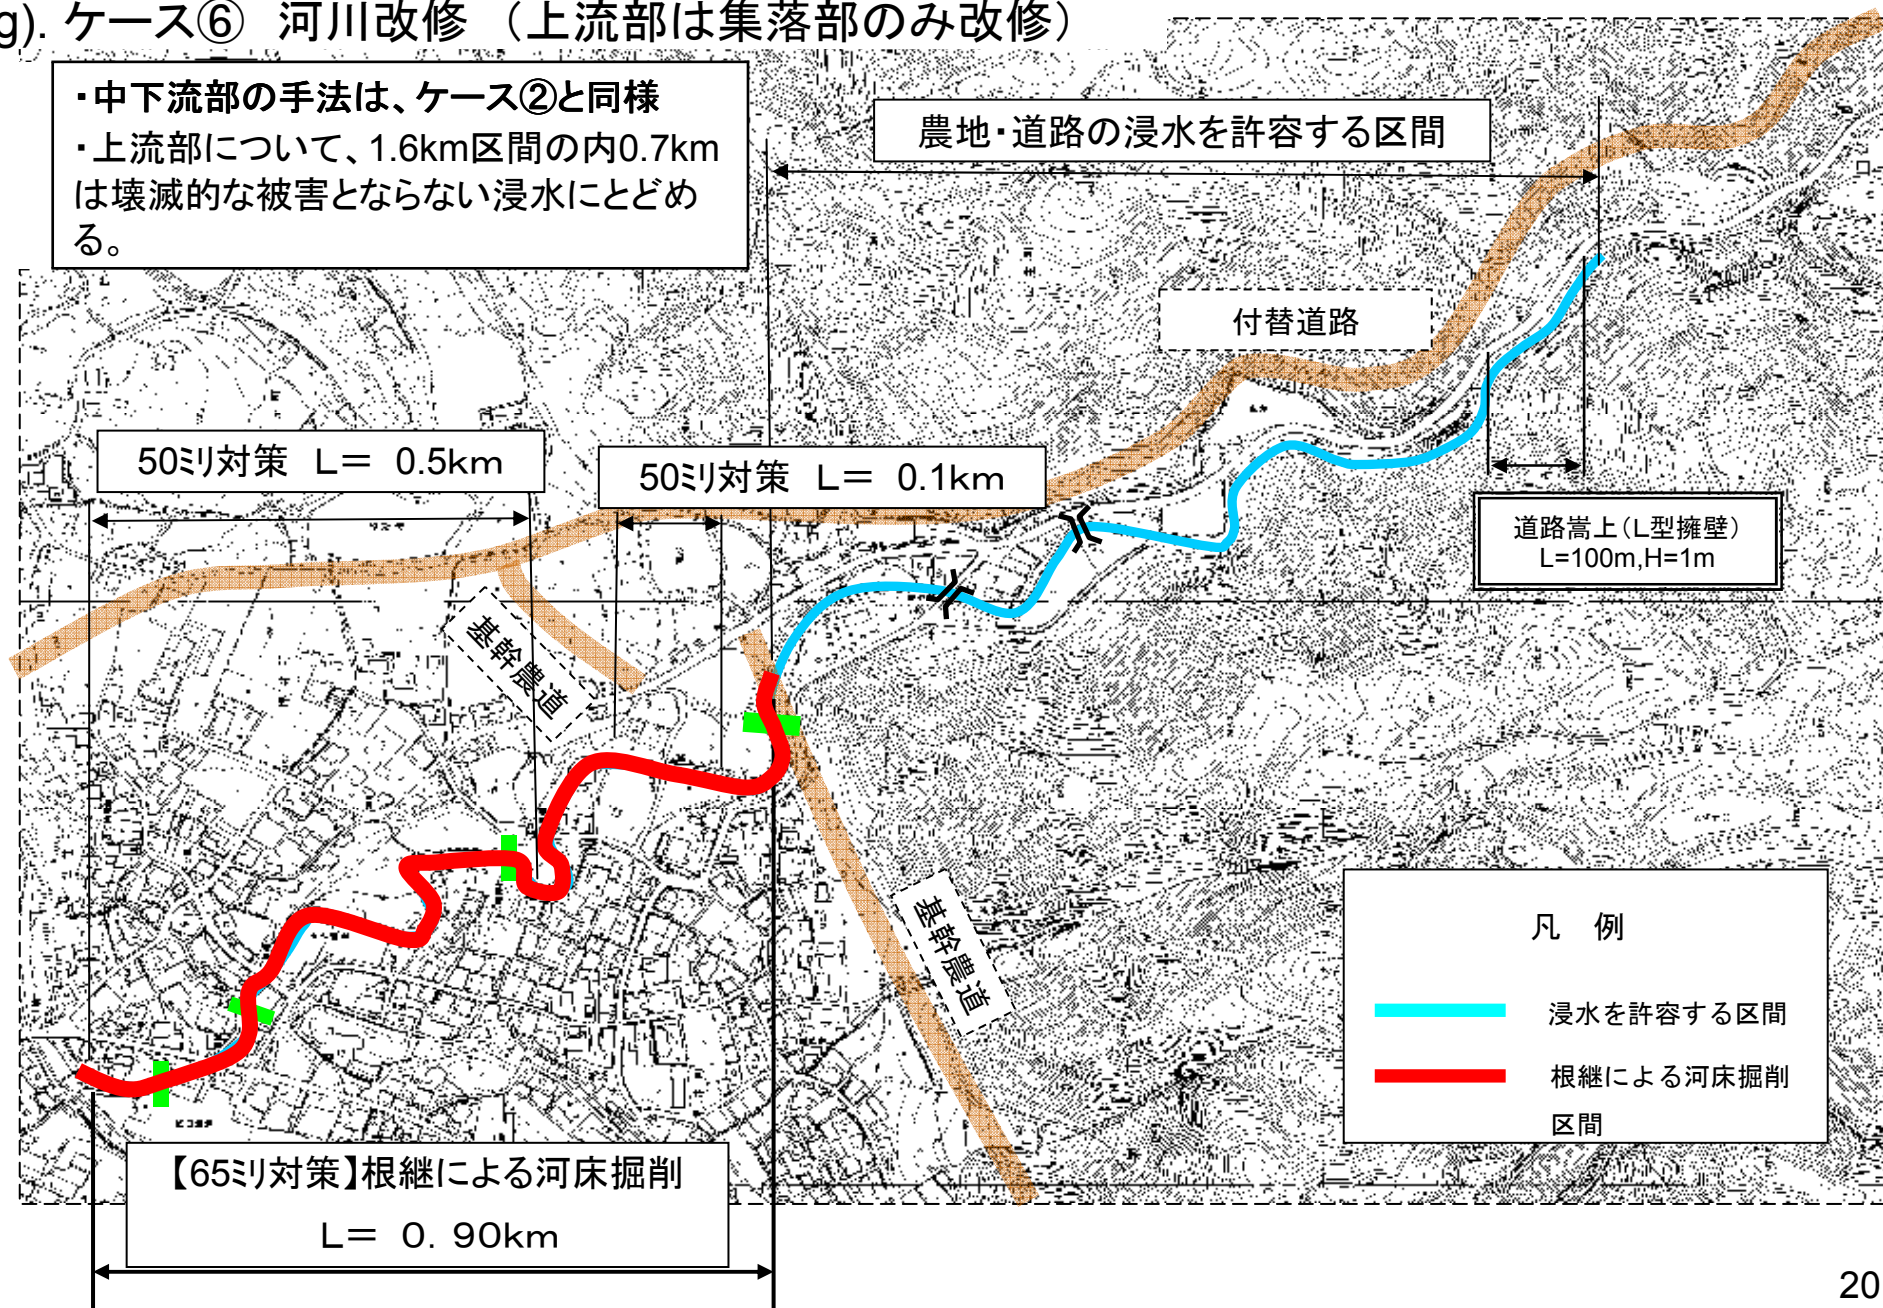 g). ケース⑥　河川改修　（上流部は集落部のみ改修）
・中下流部の手法は、ケース②と同様
・上流部について、1.6km区間の内0.7km
は壊滅的な被害とならない浸水にとどめ
る。
農地・道路の浸水を許容する区間
付替道路
50ミリ対策　L＝　0.5km
50ミリ対策　L＝　0.1km
道路嵩上（L型擁壁）
L=100m,H=1m
基幹農道
基幹農道
凡　例
浸水を許容する区間
根継による河床掘削
区間
【65ミリ対策】根継による河床掘削
L＝　0．90km
20